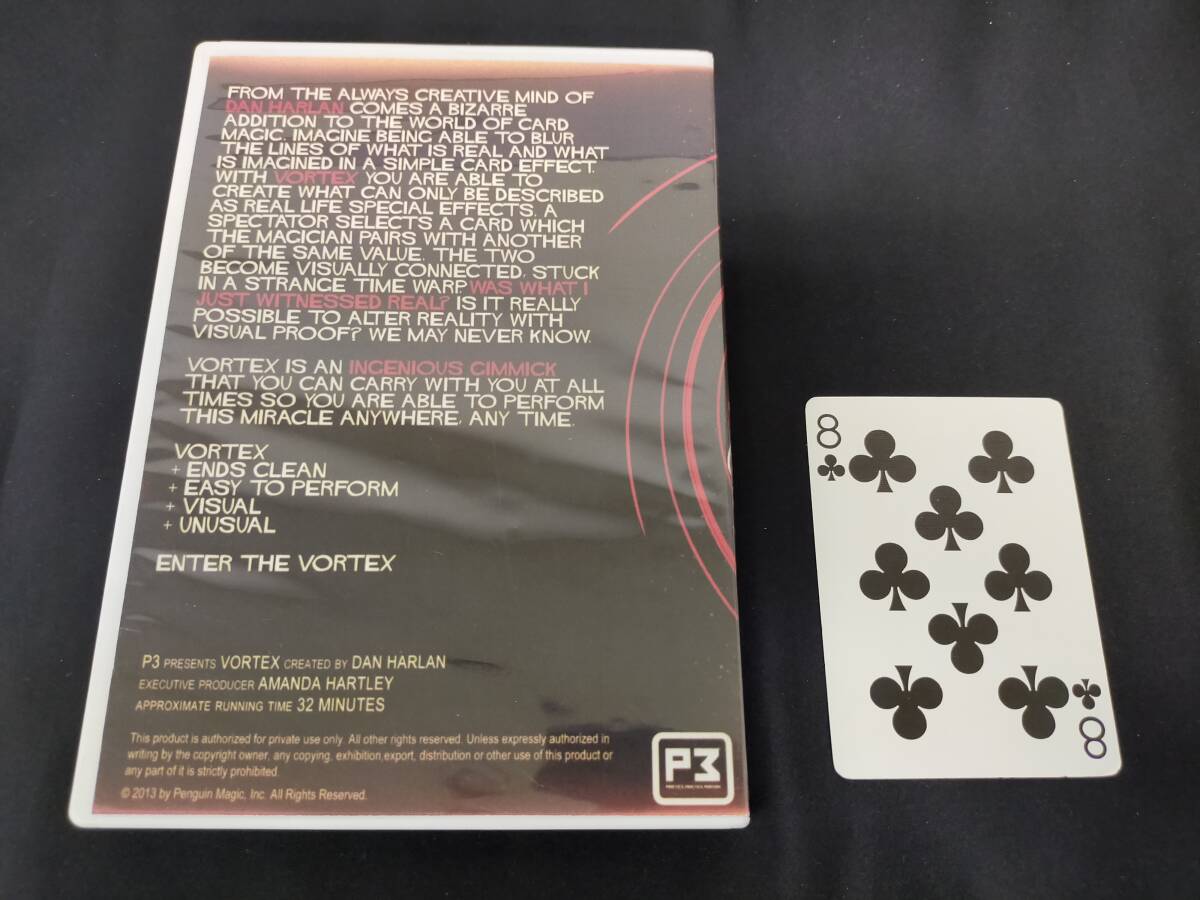 FROM THE ALWAYS CREATIVE MIND OF
DAN HARLAN COMES A BIZARRE
ADDITION TO THE WORLD OF CARD
MAGIC. IMAGINE BEING ABLE TO BLUR
THE LINES OF WHAT IS REAL AND WHAT
IS IMAGINED IN A SIMPLE CARD EFFECT.
WITH VORTEX YOU ARE ABLE TO
CREATE WHAT CAN ONLY BE DESCRIBED
AS REAL LIFE SPECIAL EFFECTS. A
SPECTATOR SELECTS A CARD WHICH
THE MAGICIAN PAIRS WITH ANOTHER
OF THE SAME VALUE. THE TWO
BECOME VISUALLY CONNECTED. STUCK
IN A STRANGE TIME WARP. WAS WHAT I
JUST WITNESSED REAL? IS IT REALLY
POSSIBLE TO ALTER REALITY WITH
VISUAL PROOF? WE MAY NEVER KNOW.
VORTEX IS AN INGENIOUS GIMMICK
THAT YOU CAN CARRY WITH YOU AT ALL
TIMES SO YOU ARE ABLE TO PERFORM
THIS MIRACLE ANYWHERE, ANY TIME.
VORTEX
+ ENDS CLEAN
+ EASY TO PERFORM
+ VISUAL
+ UNUSUAL
ENTER THE VORTEX
P3 PRESENTS VORTEX CREATED BY DAN HARLAN
EXECUTIVE PRODUCER AMANDA HARTLEY
APPROXIMATE RUNNING TIME 32 MINUTES
This product is authorized for private use only. All other rights reserved. Unless expressly authorized in
writing by the copyright owner, any copying, exhibition,export, distribution or other use of this product or
any part of it is strictly prohibited.
© 2013 by Penguin Magic, Inc. All Rights Reserved.
P3
PRACTICE. PRACTICE. PERFORM.
8
8